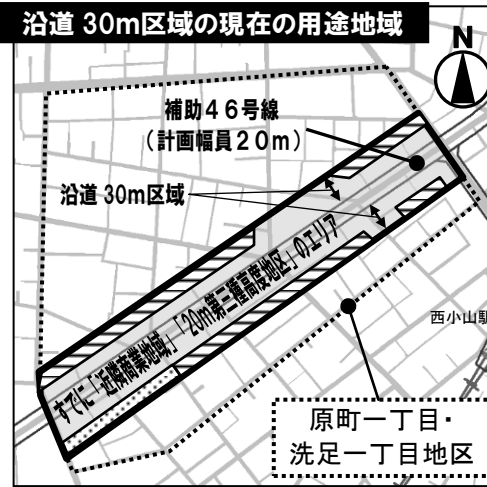 沿道 30m区域の現在の用途地域
N
補助46号線
(計画幅員20m)
沿道 30m区域
すでに「近隣商業地域」「20m第三種高度地区」のエリア
西小山駅
原町一丁目・
洗足一丁目地区